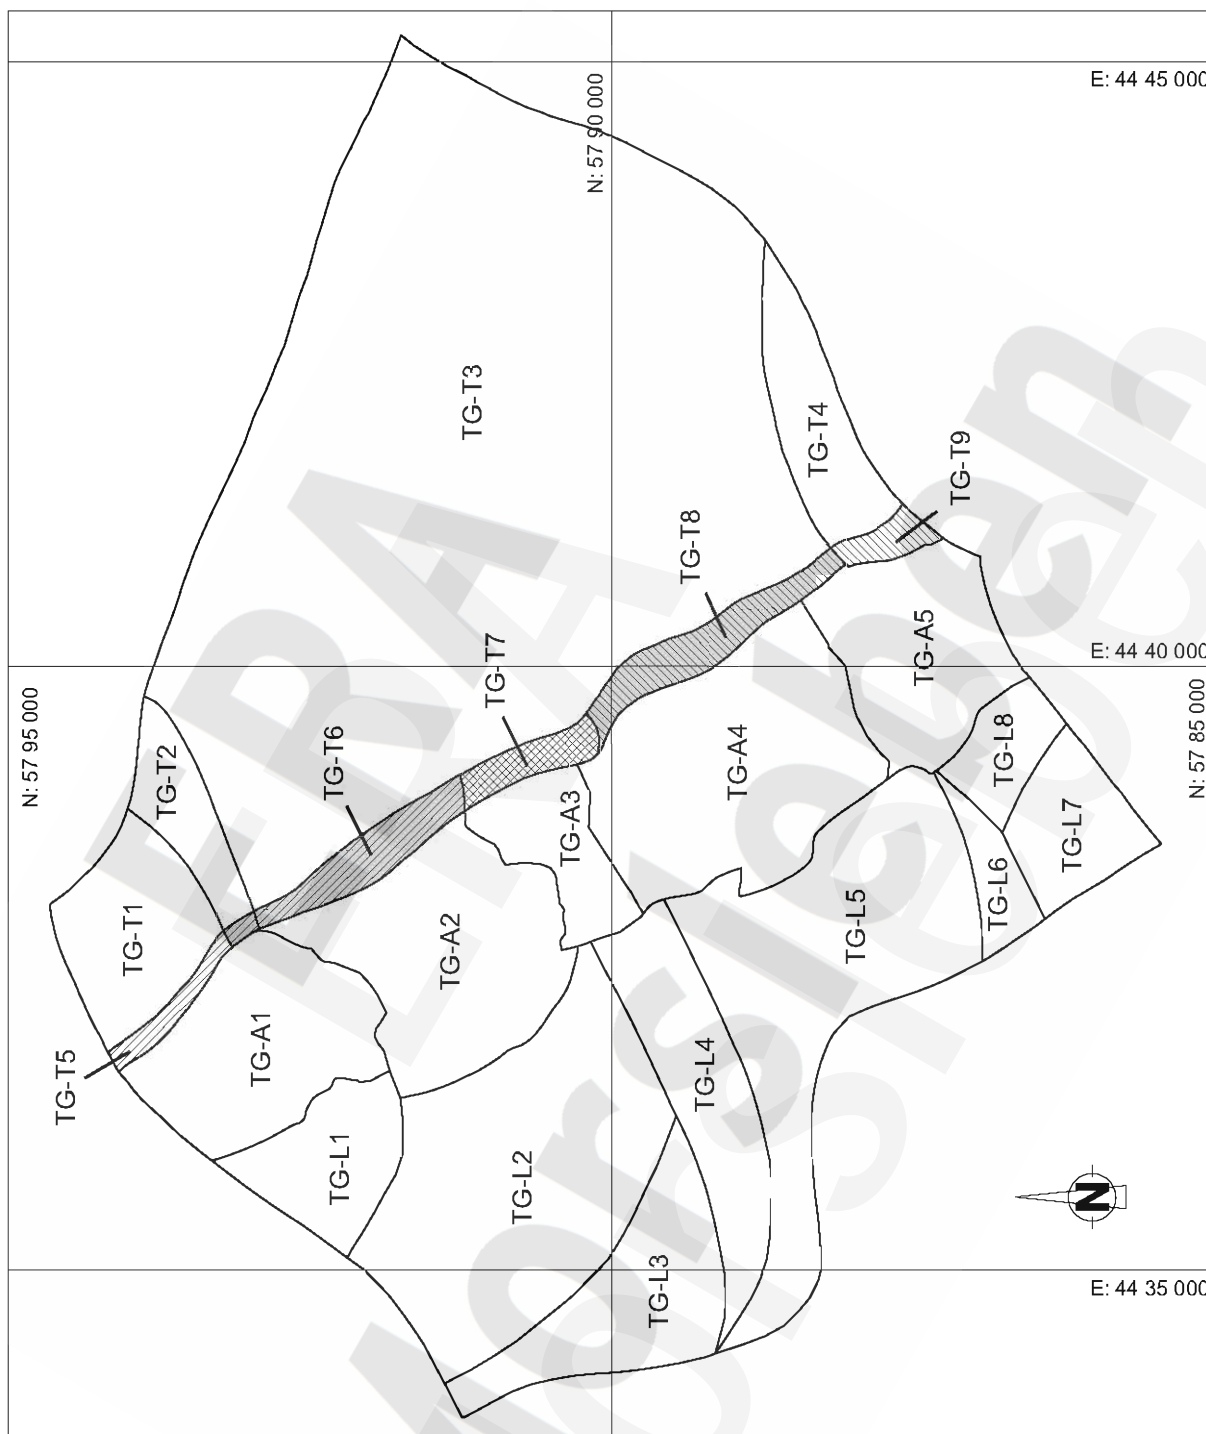 E: 44 45 000
N: 57 90 000
TG-T3
TG-T4
TG-T9
TG-T8
TG-A5
E: 44 40 000
TG-T7
N: 57 95 000
N: 57 85 000
TG-T2
TG-T6
TG-A4
TG-L8
TG-A3
TG-L7
TG-T1
TG-A2
TG-L5
TG-L6
TG-A1
TG-T5
TG-L4
TG-L1
TG-L2
N
TG-L3
E: 44 35 000
ERA
Morsleben